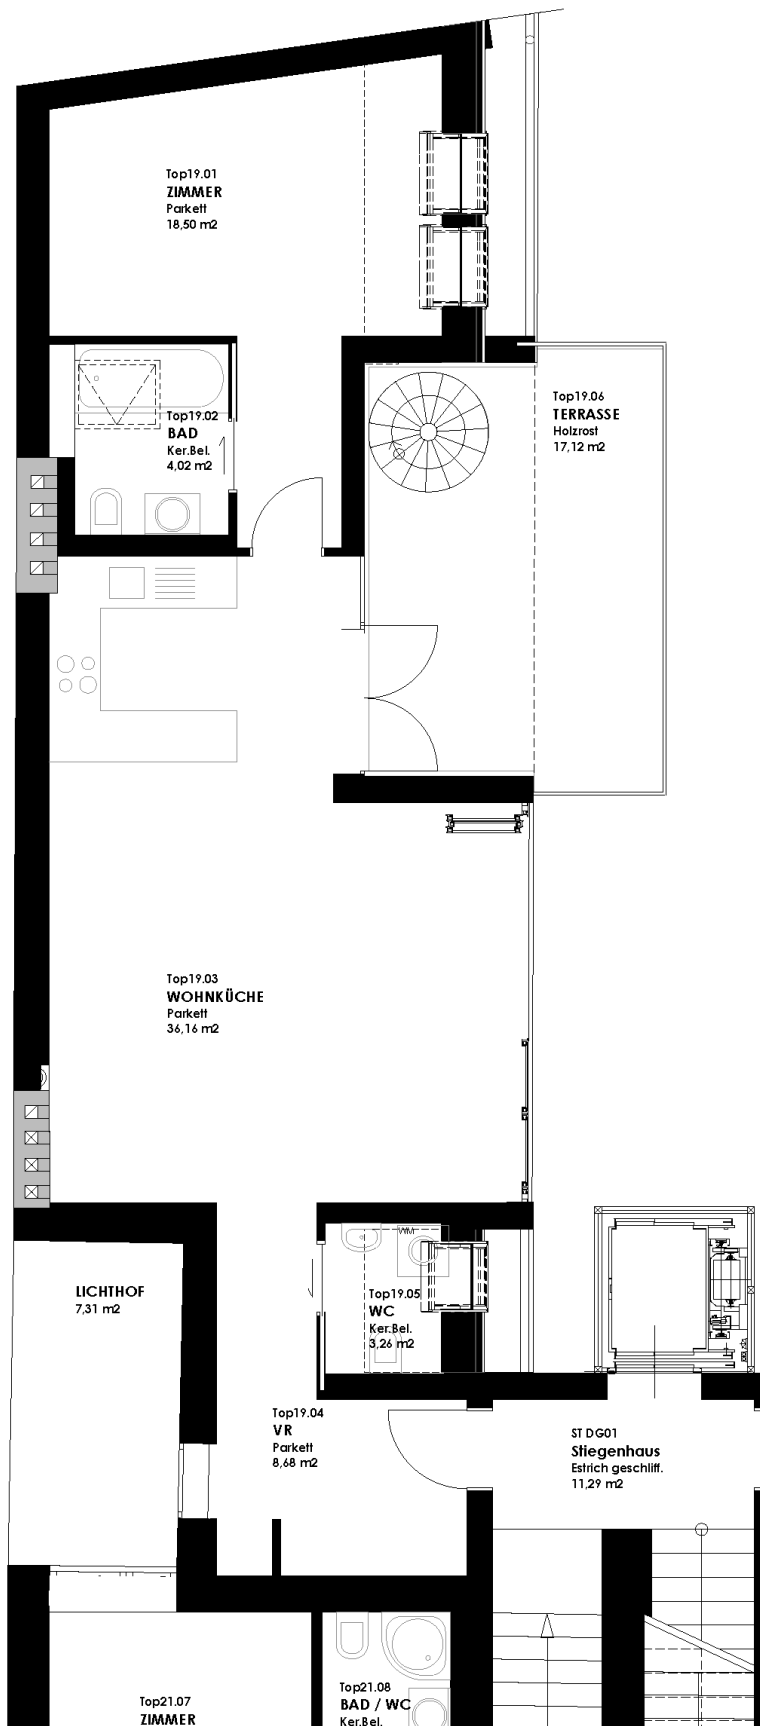 Top19.01
ZIMMER
Parkett
18,50 m2
Top19.02
BAD
Ker.Bel.
4,02 m2
Top19.06
TERRASSE
Holzrost
17,12 m2
Top19.03
WOHNKÜCHE
Parkett
36,16 m2
LICHTHOF
7,31 m2
WM
Top19.05
WC
Ker.Bel.
3,26 m2
Top19.04
VR
Parkett
8,68 m2
ST DG01
Stiegenhaus
Estrich geschliff.
11,29 m2
Top21.07
ZIMMER
Top21.08
BAD / WC
Ker.Bel.